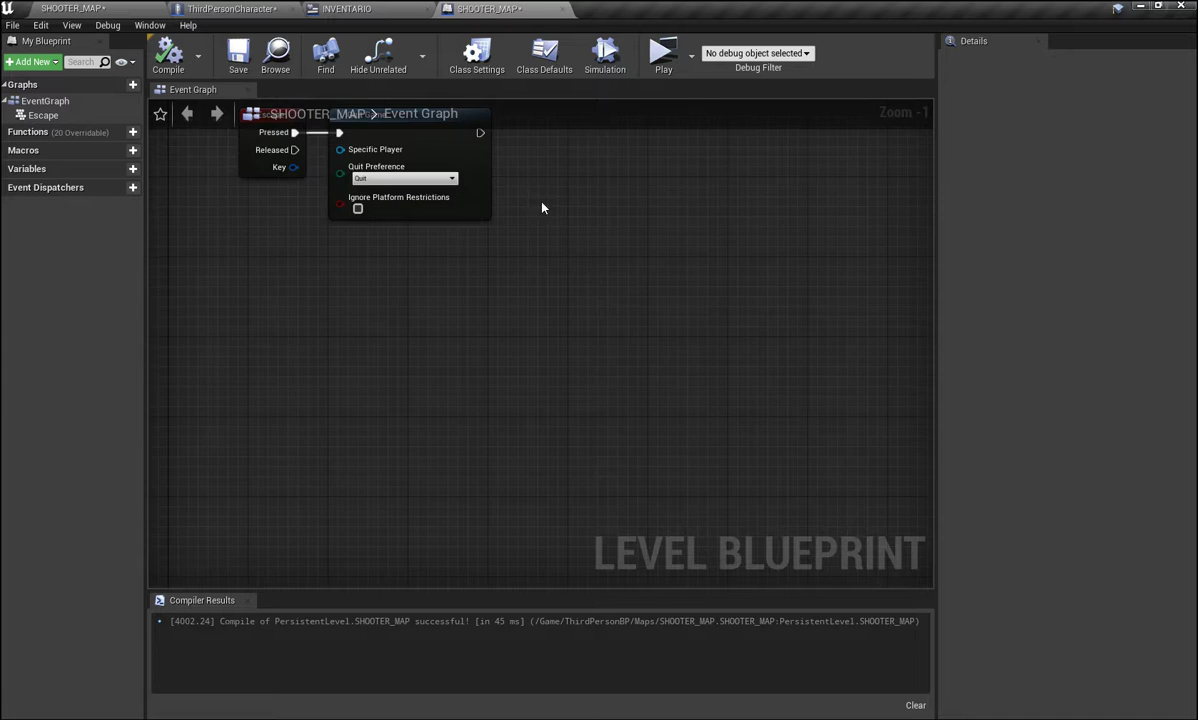 SHOOTER_MAP*
ThirdPersonCharacter*
INVENTARIO
SHOOTER_MAP*
File Edit View Debug Window Help
My Blueprint
Add New
Search
Compile
Save
Browse
Find
Hide Unrelated
Class Settings
Class Defaults
Simulation
Play
No debug object selected
Debug Filter
Details
Graphs
EventGraph
Escape
Functions (20 Overridable)
Macros
Variables
Event Dispatchers
Event Graph
SHOOTER_MAP > Event Graph
Zoom -1
Pressed
Released
Key
Specific Player
Quit Preference
Quit
Ignore Platform Restrictions
LEVEL BLUEPRINT
Compiler Results
[4002.24] Compile of PersistentLevel.SHOOTER_MAP successful! [in 45 ms] (/Game/ThirdPersonBP/Maps/SHOOTER_MAP.SHOOTER_MAP:PersistentLevel.SHOOTER_MAP)
Clear